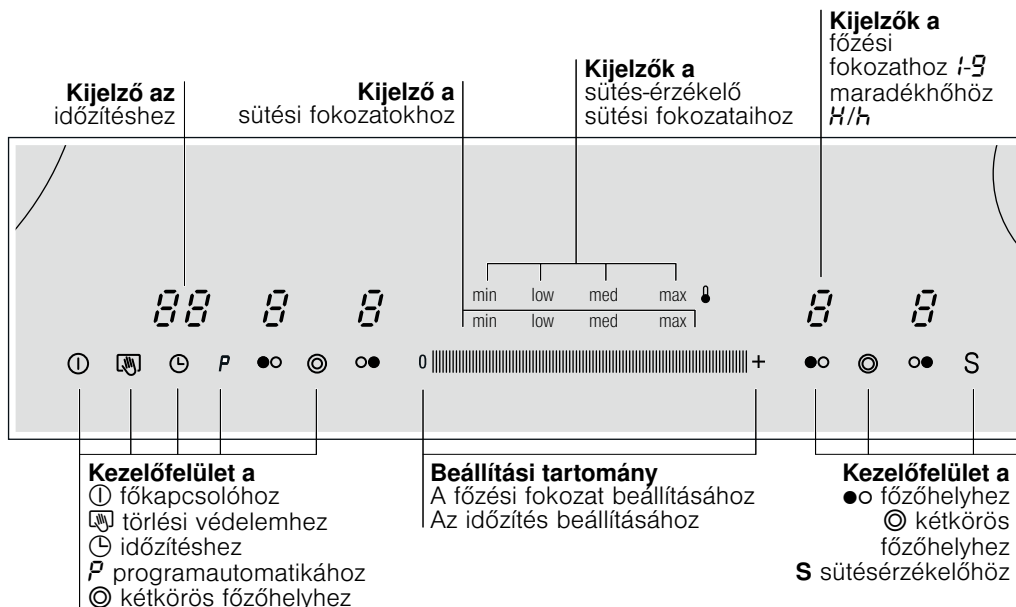 Kijelző az
időzítéshez
Kijelző a
sütési fokozatokhoz
Kijelzők a
sütés-érzékelő
sütési fokozataihoz
Kijelzők a
főzési
fokozathoz 1-9
maradékhőhöz
H/h
88 8 8
min low med max
min low med max
8 8
P
0 +
S
Kezelőfelület a
főkapcsolóhoz
törlési védelemhez
időzítéshez
P programautomatikához
kétkörös főzőhelyhez
Beállítási tartomány
A főzési fokozat beállításához
Az időzítés beállításához
Kezelőfelület a
●○ főzőhelyhez
◎ kétkörös
főzőhelyhez
S sütésérzékelőhöz